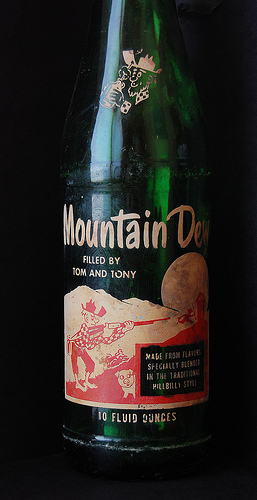 Mountain Dew
FILLED BY
TOM AND TONY
MADE FROM FLAVORS
SPECIALLY BLENDED
IN THE TRADITIONAL
HILLBILLY STYLE
10 FLUID OUNCES